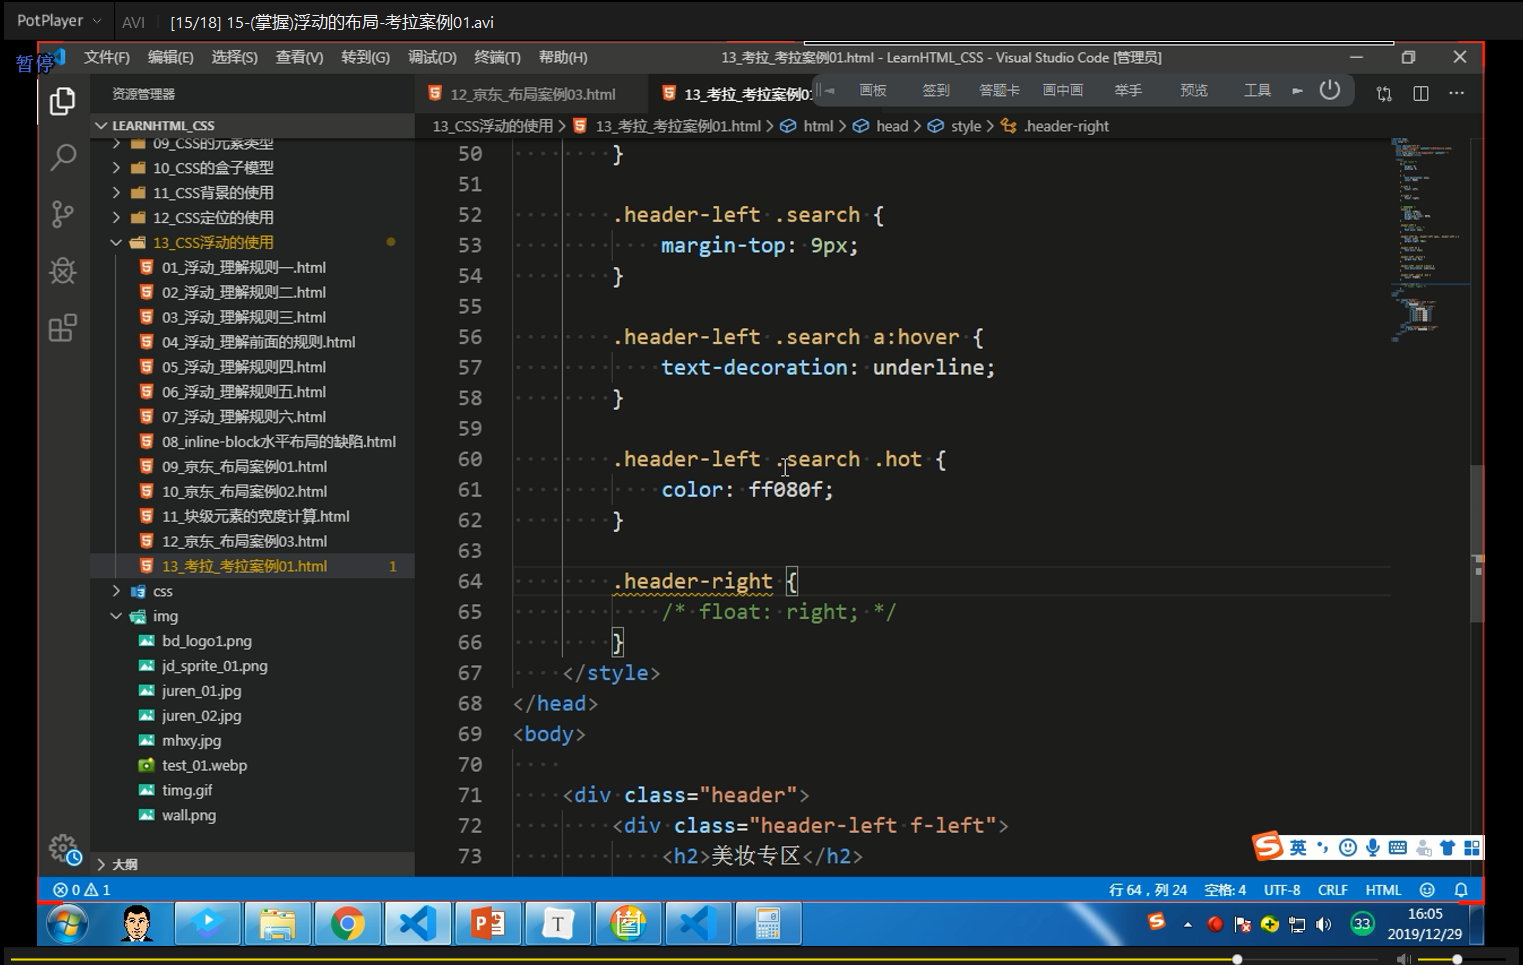 PotPlayer AVI [15/18] 15-(掌握)浮动的布局-考拉案例01.avi
暂停
文件(F) 编辑(E) 选择(S) 查看(V) 转到(G) 调试(D) 终端(T) 帮助(H) 13_考拉_考拉案例01.html - LearnHTML_CSS - Visual Studio Code [管理员]
资源管理器
12_京东_布局案例03.html
13_考拉_考拉案例01
画板 签到 答题卡 画中画 举手 预览 工具
LEARNHTML_CSS
13_CSS浮动的使用 > 13_考拉_考拉案例01.html > html > head > style > .header-right
09_CSS的元素类型
10_CSS的盒子模型
11_CSS背景的使用
12_CSS定位的使用
13_CSS浮动的使用
01_浮动_理解规则一.html
02_浮动_理解规则二.html
03_浮动_理解规则三.html
04_浮动_理解前面的规则.html
05_浮动_理解规则四.html
06_浮动_理解规则五.html
07_浮动_理解规则六.html
08_inline-block水平布局的缺陷.html
09_京东_布局案例01.html
10_京东_布局案例02.html
11_块级元素的宽度计算.html
12_京东_布局案例03.html
13_考拉_考拉案例01.html 1
css
img
bd_logo1.png
jd_sprite_01.png
juren_01.jpg
juren_02.jpg
mhxy.jpg
test_01.webp
timg.gif
wall.png
大纲
50 }
51
52 .header-left .search {
53 margin-top: 9px;
54 }
55
56 .header-left .search a:hover {
57 text-decoration: underline;
58 }
59
60 .header-left .search .hot {
61 color: ff080f;
62 }
63
64 .header-right {
65 /* float: right; */
66 }
67 </style>
68 </head>
69 <body>
70
71 <div class="header">
72 <div class="header-left f-left">
73 <h2>美妆专区</h2>
英
0 1 行 64，列 24 空格: 4 UTF-8 CRLF HTML
33
16:05
2019/12/29